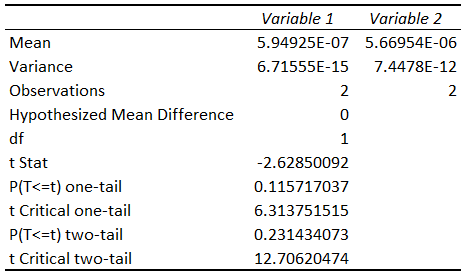 Variable 1 Variable 2
Mean 5.94925E-07 5.66954E-06
Variance 6.71555E-15 7.4478E-12
Observations 2 2
Hypothesized Mean Difference 0
df 1
t Stat -2.62850092
P(T<=t) one-tail 0.115717037
t Critical one-tail 6.313751515
P(T<=t) two-tail 0.231434073
t Critical two-tail 12.70620474